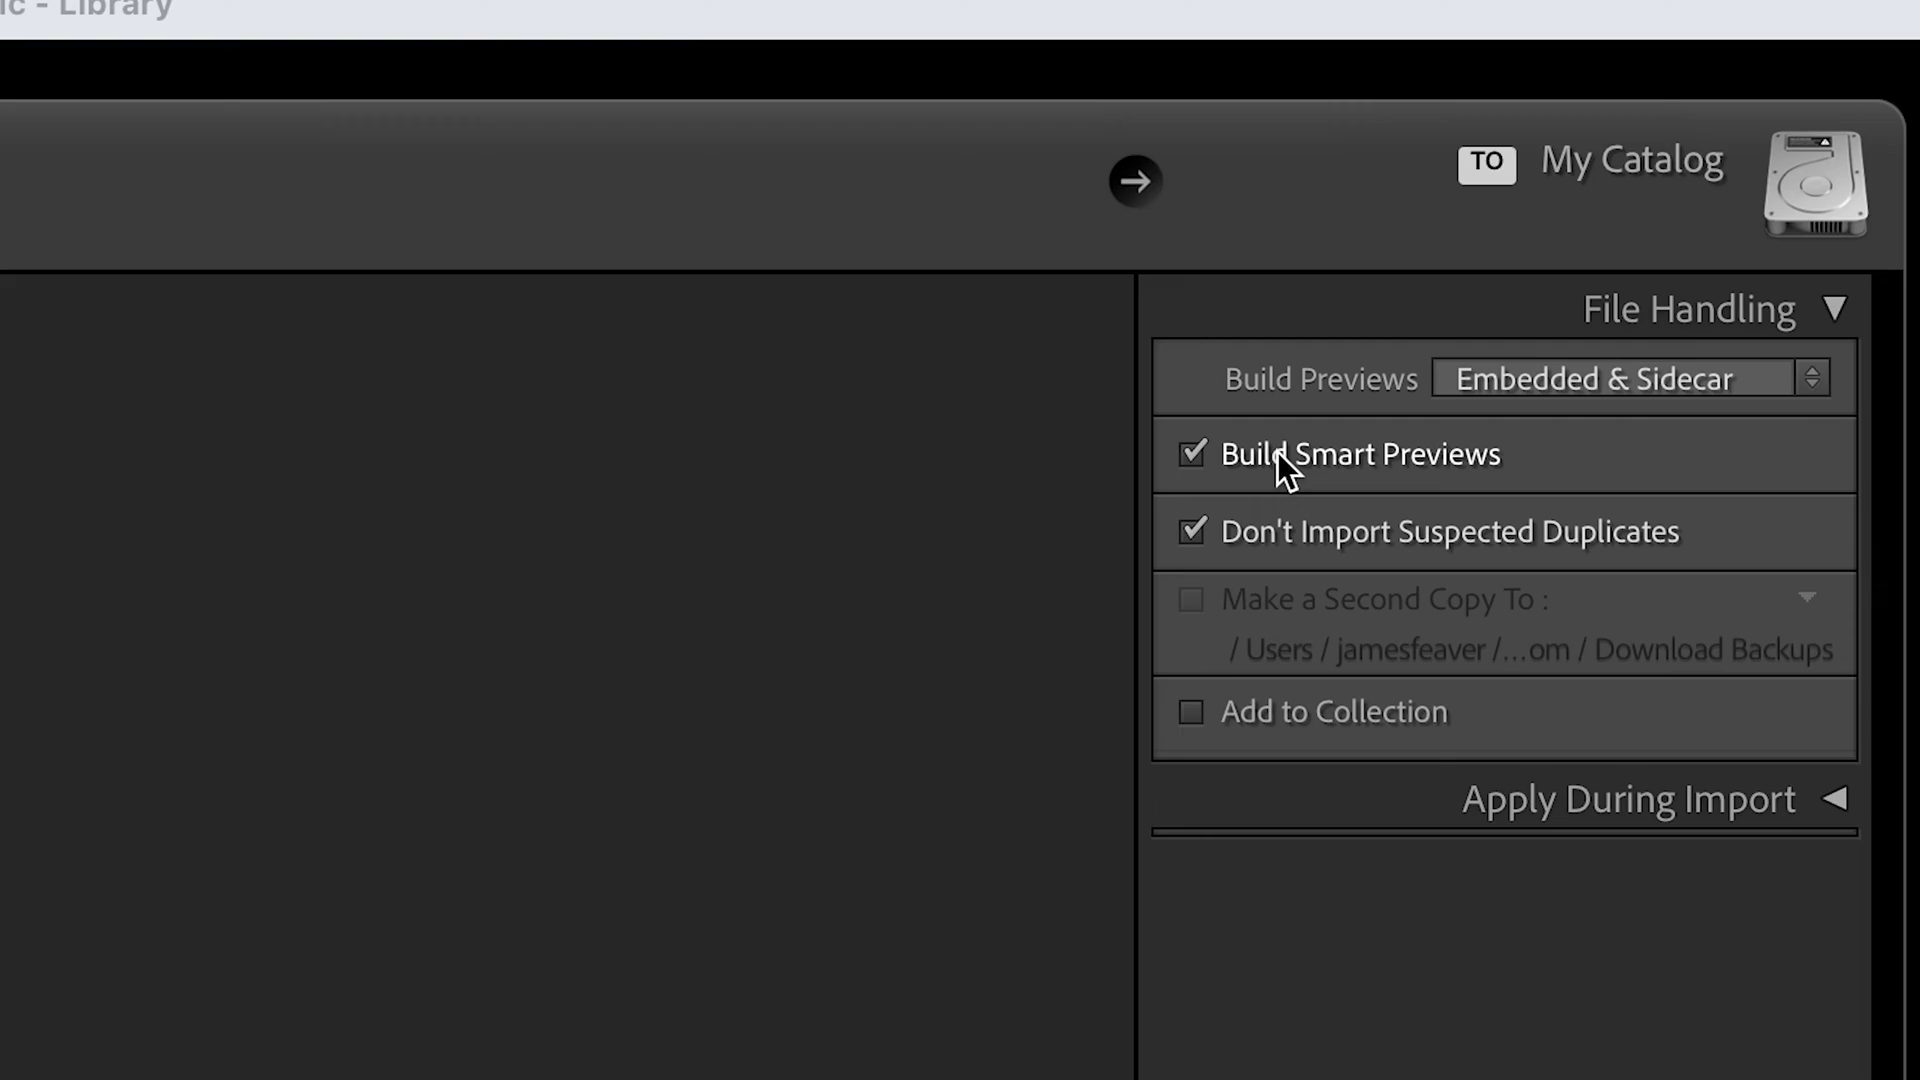 ic - Library
TO My Catalog
File Handling
Build Previews Embedded & Sidecar
Build Smart Previews
Don't Import Suspected Duplicates
Make a Second Copy To :
/ Users / jamesfeaver /...om / Download Backups
Add to Collection
Apply During Import